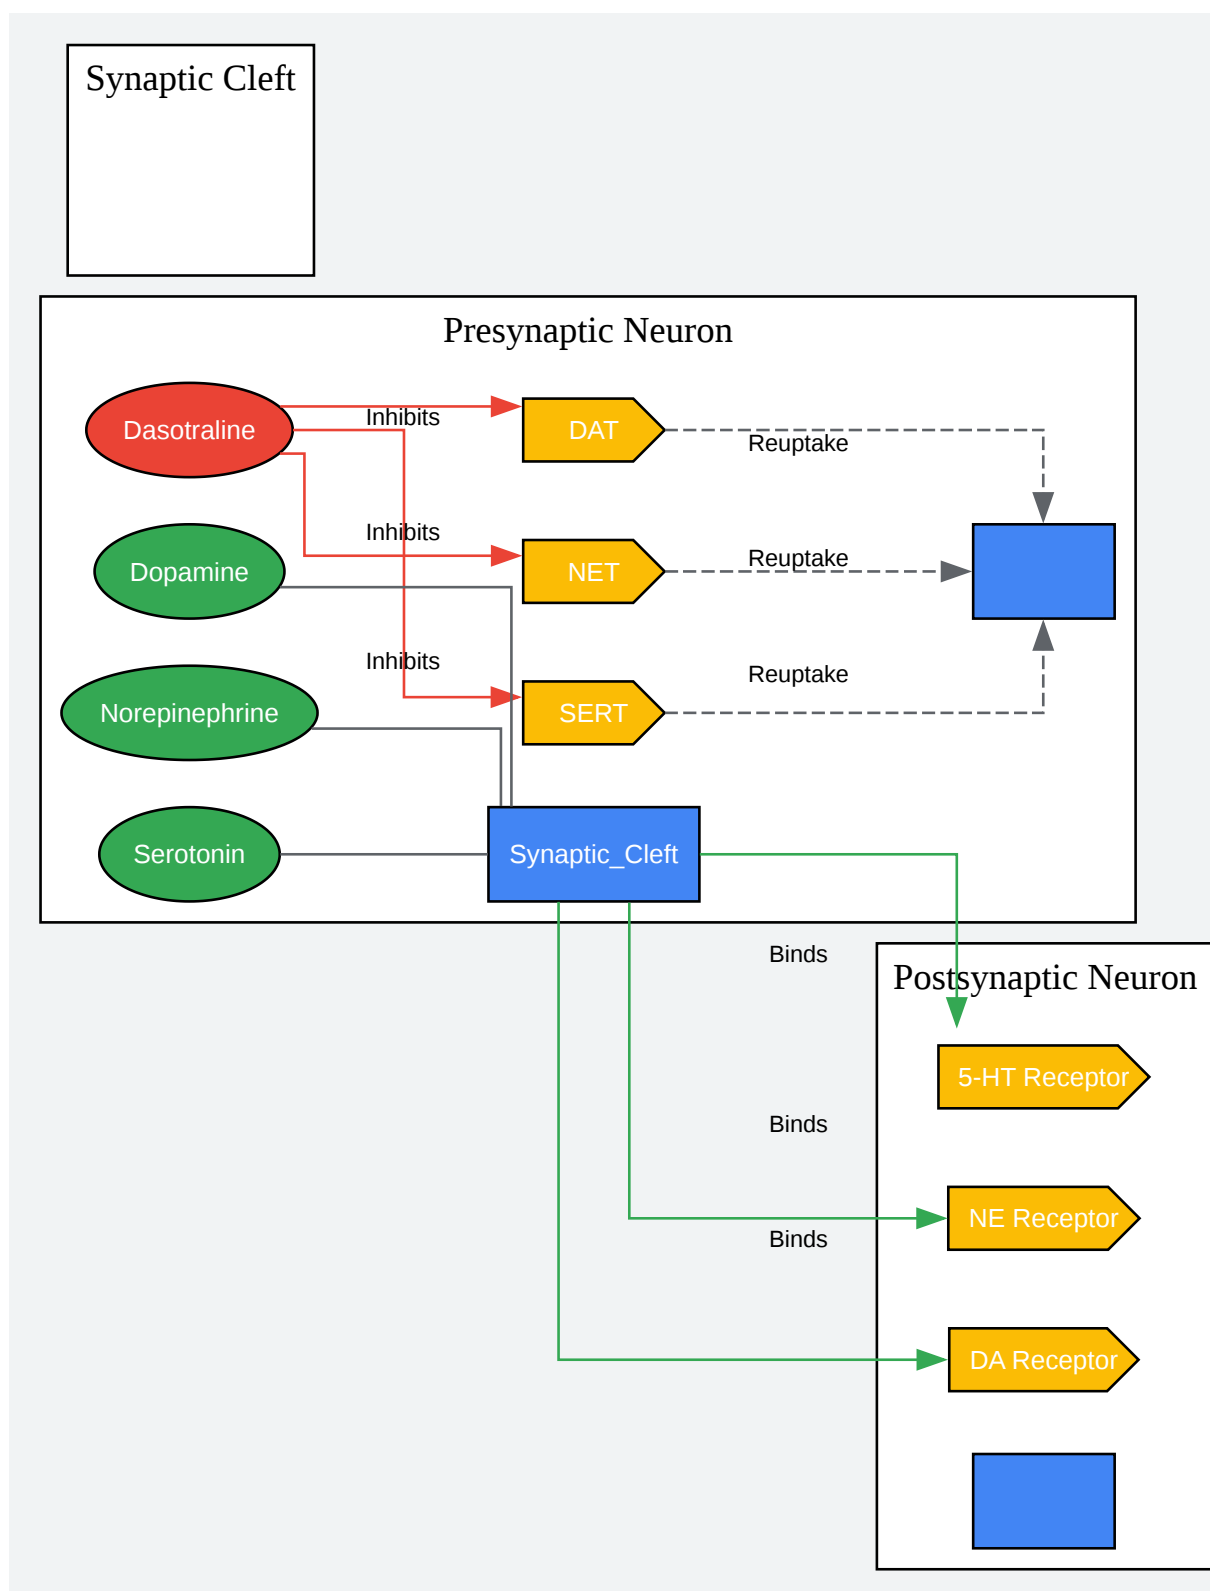 Synaptic Cleft
Presynaptic Neuron
Dasotraline
Inhibits
DAT
Reuptake
Dopamine
Inhibits
NET
Reuptake
Norepinephrine
Inhibits
SERT
Reuptake
Serotonin
Synaptic_Cleft
Binds
Postsynaptic Neuron
5-HT Receptor
Binds
NE Receptor
Binds
DA Receptor